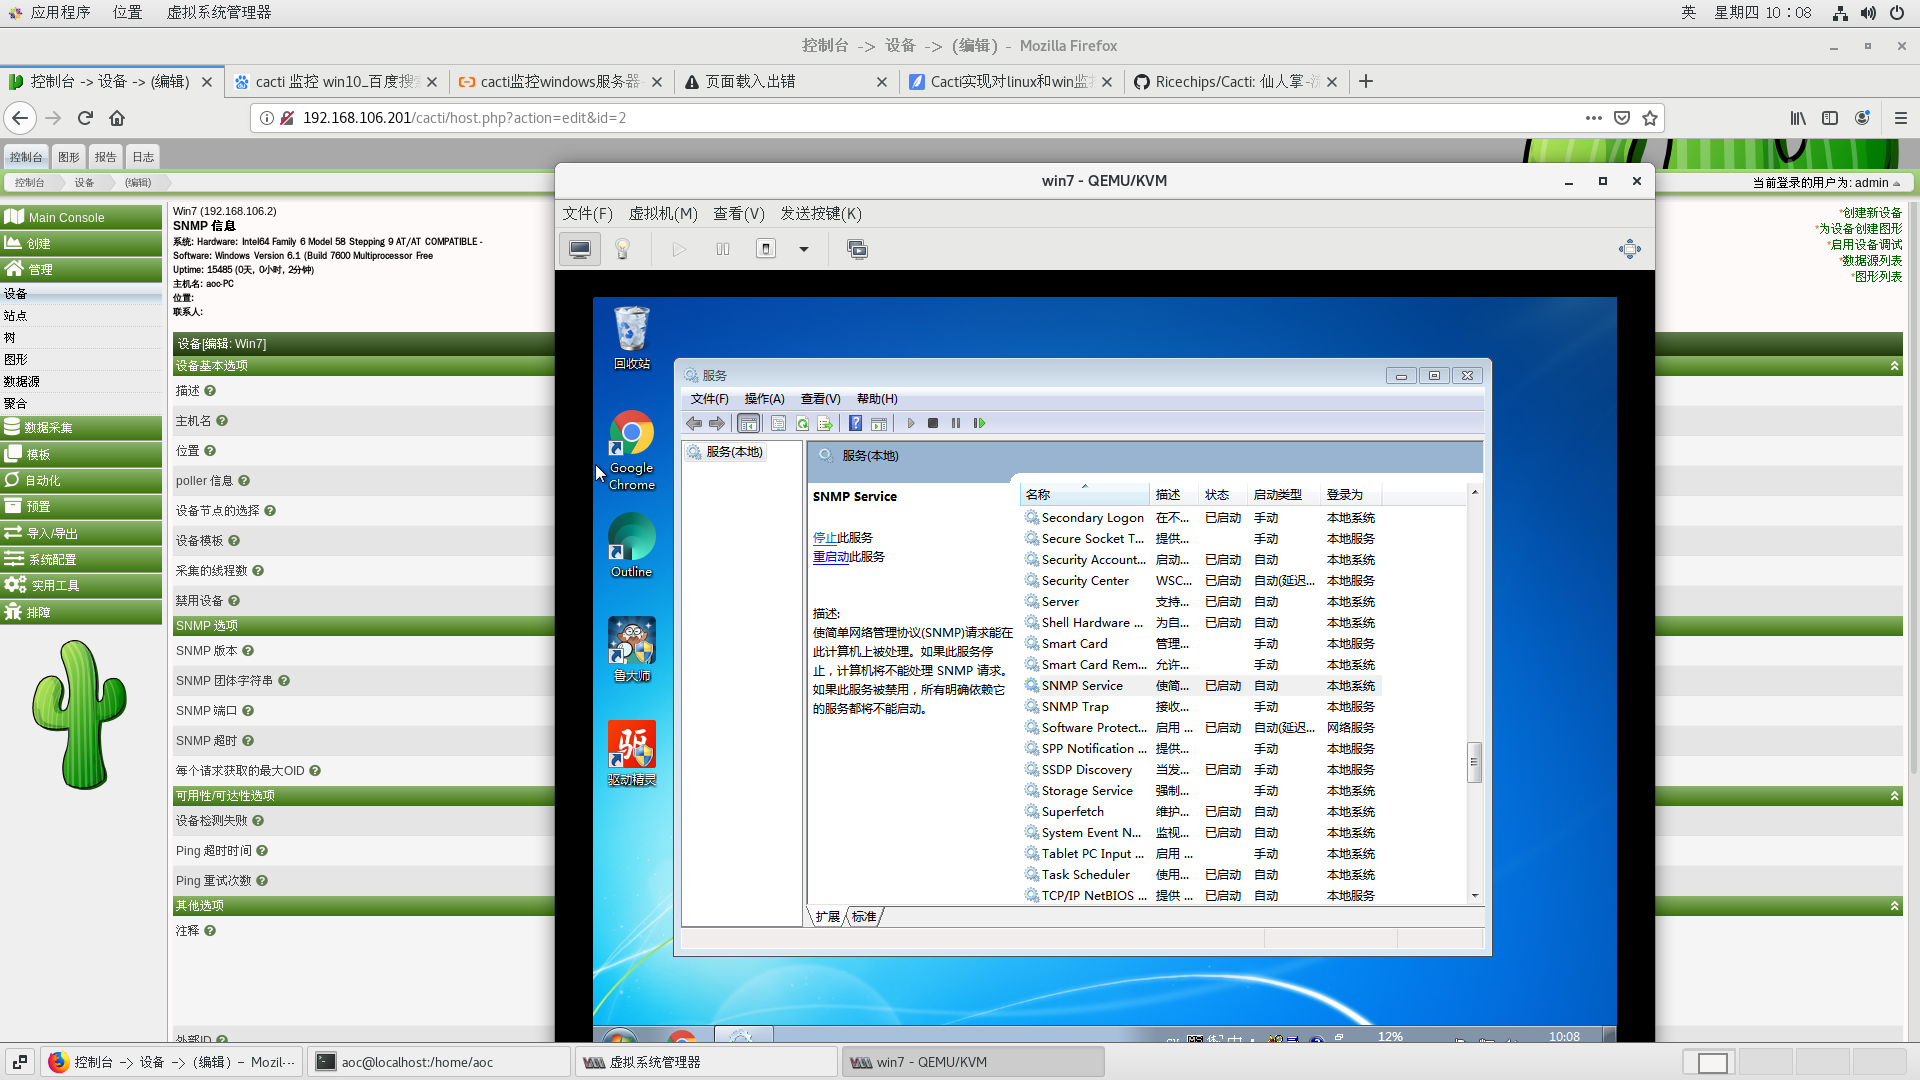 应用程序 位置 虚拟系统管理器 英 星期四 10：08
控制台 -> 设备 -> (编辑) - Mozilla Firefox
控制台 -> 设备 -> (编辑)
cacti 监控 win10_百度搜
cacti监控windows服务器
页面载入出错
Cacti实现对linux和win监
Ricechips/Cacti: 仙人掌-
192.168.106.201/cacti/host.php?action=edit&id=2
控制台 图形 报告 日志
控制台 设备 (编辑)
当前登录的用户为: admin
Main Console
创建
管理
设备
站点
树
图形
数据源
聚合
数据采集
模板
自动化
预置
导入/导出
系统配置
实用工具
排障
Win7 (192.168.106.2)
SNMP 信息
系统: Hardware: Intel64 Family 6 Model 58 Stepping 9 AT/AT COMPATIBLE -
Software: Windows Version 6.1 (Build 7600 Multiprocessor Free
Uptime: 15485 (0天, 0小时, 2分钟)
主机名: aoc-PC
位置:
联系人:
*创建新设备
*为设备创建图形
*启用设备调试
*数据源列表
*图形列表
设备[编辑: Win7]
设备基本选项
描述
主机名
位置
poller 信息
设备节点的选择
设备模板
采集的线程数
禁用设备
SNMP 选项
SNMP 版本
SNMP 团体字符串
SNMP 端口
SNMP 超时
每个请求获取的最大OID
可用性/可达性选项
设备检测失败
Ping 超时时间
Ping 重试次数
其他选项
注释
外部ID
win7 - QEMU/KVM
文件(F) 虚拟机(M) 查看(V) 发送按键(K)
回收站
Google Chrome
Outline
鲁大师
驱
驱动精灵
服务
文件(F) 操作(A) 查看(V) 帮助(H)
服务(本地)
服务(本地)
SNMP Service
停止此服务
重启动此服务
描述:
使简单网络管理协议(SNMP)请求能在
此计算机上被处理。如果此服务停
止，计算机将不能处理 SNMP 请求。
如果此服务被禁用，所有明确依赖它
的服务都将不能启动。
名称 描述 状态 启动类型 登录为
Secondary Logon 在不... 已启动 手动 本地系统
Secure Socket T... 提供... 手动 本地服务
Security Account... 启动... 已启动 自动 本地系统
Security Center WSC... 已启动 自动(延迟... 本地服务
Server 支持... 已启动 自动 本地系统
Shell Hardware ... 为自... 已启动 自动 本地系统
Smart Card 管理... 手动 本地服务
Smart Card Rem... 允许... 手动 本地系统
SNMP Service 使简... 已启动 自动 本地系统
SNMP Trap 接收... 手动 本地服务
Software Protect... 启用 ... 已启动 自动(延迟... 网络服务
SPP Notification ... 提供... 手动 本地服务
SSDP Discovery 当发... 已启动 手动 本地服务
Storage Service 强制... 手动 本地系统
Superfetch 维护... 已启动 自动 本地系统
System Event N... 监视... 已启动 自动 本地系统
Tablet PC Input ... 启用 ... 手动 本地系统
Task Scheduler 使用... 已启动 自动 本地系统
TCP/IP NetBIOS ... 提供 ... 已启动 自动 本地服务
扩展 标准
12% 10:08
控制台 -> 设备 -> (编辑) - Mozil···
aoc@localhost:/home/aoc
虚拟系统管理器
win7 - QEMU/KVM